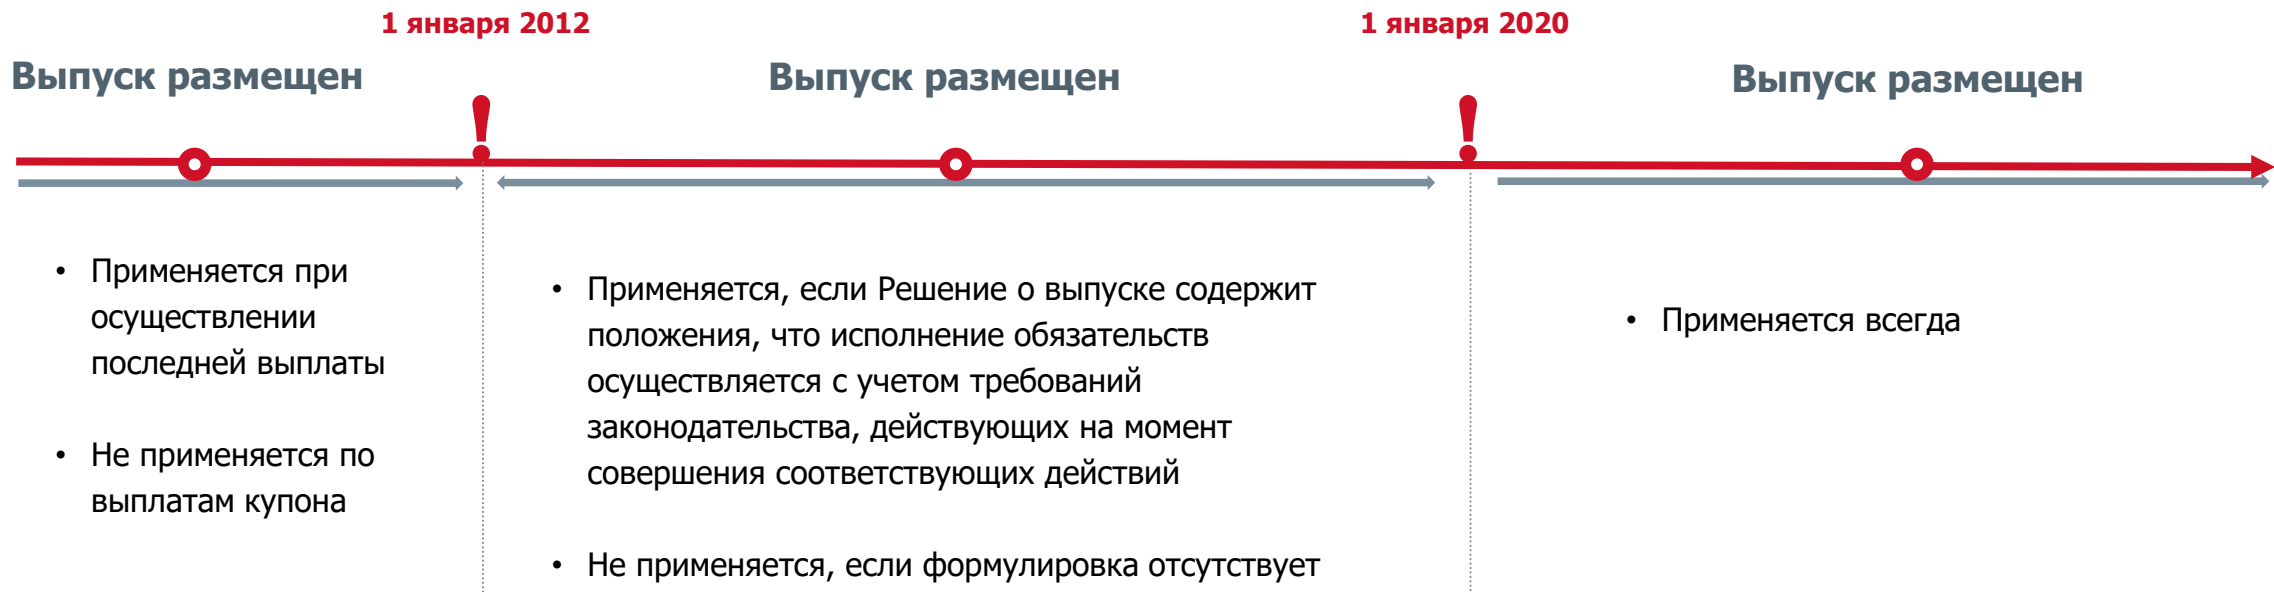 1 января 2012
1 января 2020
Выпуск размещен
Выпуск размещен
Выпуск размещен
• Применяется при
осуществлении
последней выплаты
• Не применяется по
выплатам купона
• Применяется, если Решение о выпуске содержит
положения, что исполнение обязательств
осуществляется с учетом требований
законодательства, действующих на момент
совершения соответствующих действий
• Не применяется, если формулировка отсутствует
• Применяется всегда